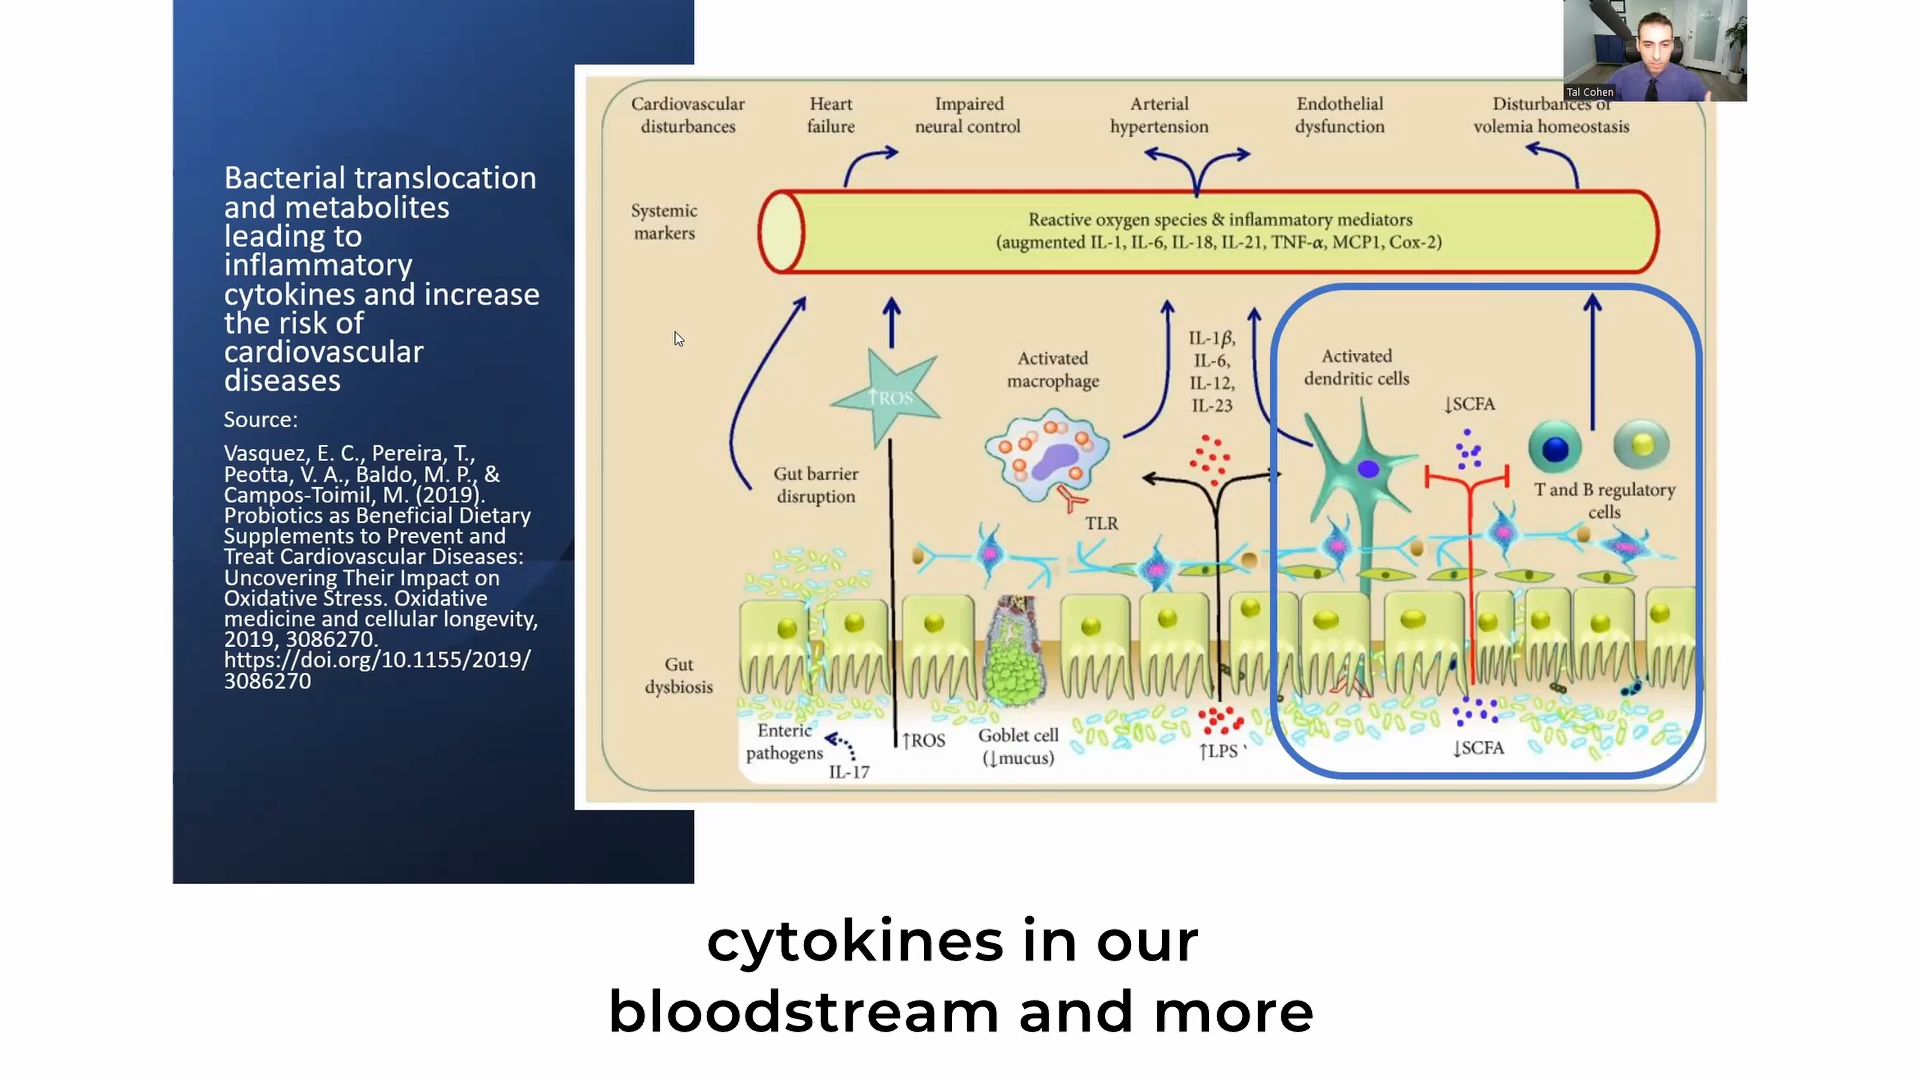 Tal Cohen
Bacterial translocation
and metabolites
leading to
inflammatory
cytokines and increase
the risk of
cardiovascular
diseases
Source:
Vasquez, E. C., Pereira, T.,
Peotta, V. A., Baldo, M. P., &
Campos-Toimil, M. (2019).
Probiotics as Beneficial Dietary
Supplements to Prevent and
Treat Cardiovascular Diseases:
Uncovering Their Impact on
Oxidative Stress. Oxidative
medicine and cellular longevity,
2019, 3086270.
https://doi.org/10.1155/2019/
3086270
Cardiovascular
disturbances
Heart
failure
Impaired
neural control
Arterial
hypertension
Endothelial
dysfunction
Disturbances of
volemia homeostasis
Systemic
markers
Reactive oxygen species & inflammatory mediators
(augmented IL-1, IL-6, IL-18, IL-21, TNF-α, MCP1, Cox-2)
↑ROS
Gut barrier
disruption
Activated
macrophage
TLR
IL-1β,
IL-6,
IL-12,
IL-23
Activated
dendritic cells
↓SCFA
T and B regulatory
cells
Gut
dysbiosis
Enteric
pathogens
IL-17
↑ROS
Goblet cell
(↓mucus)
↑LPS
↓SCFA
cytokines in our
bloodstream and more